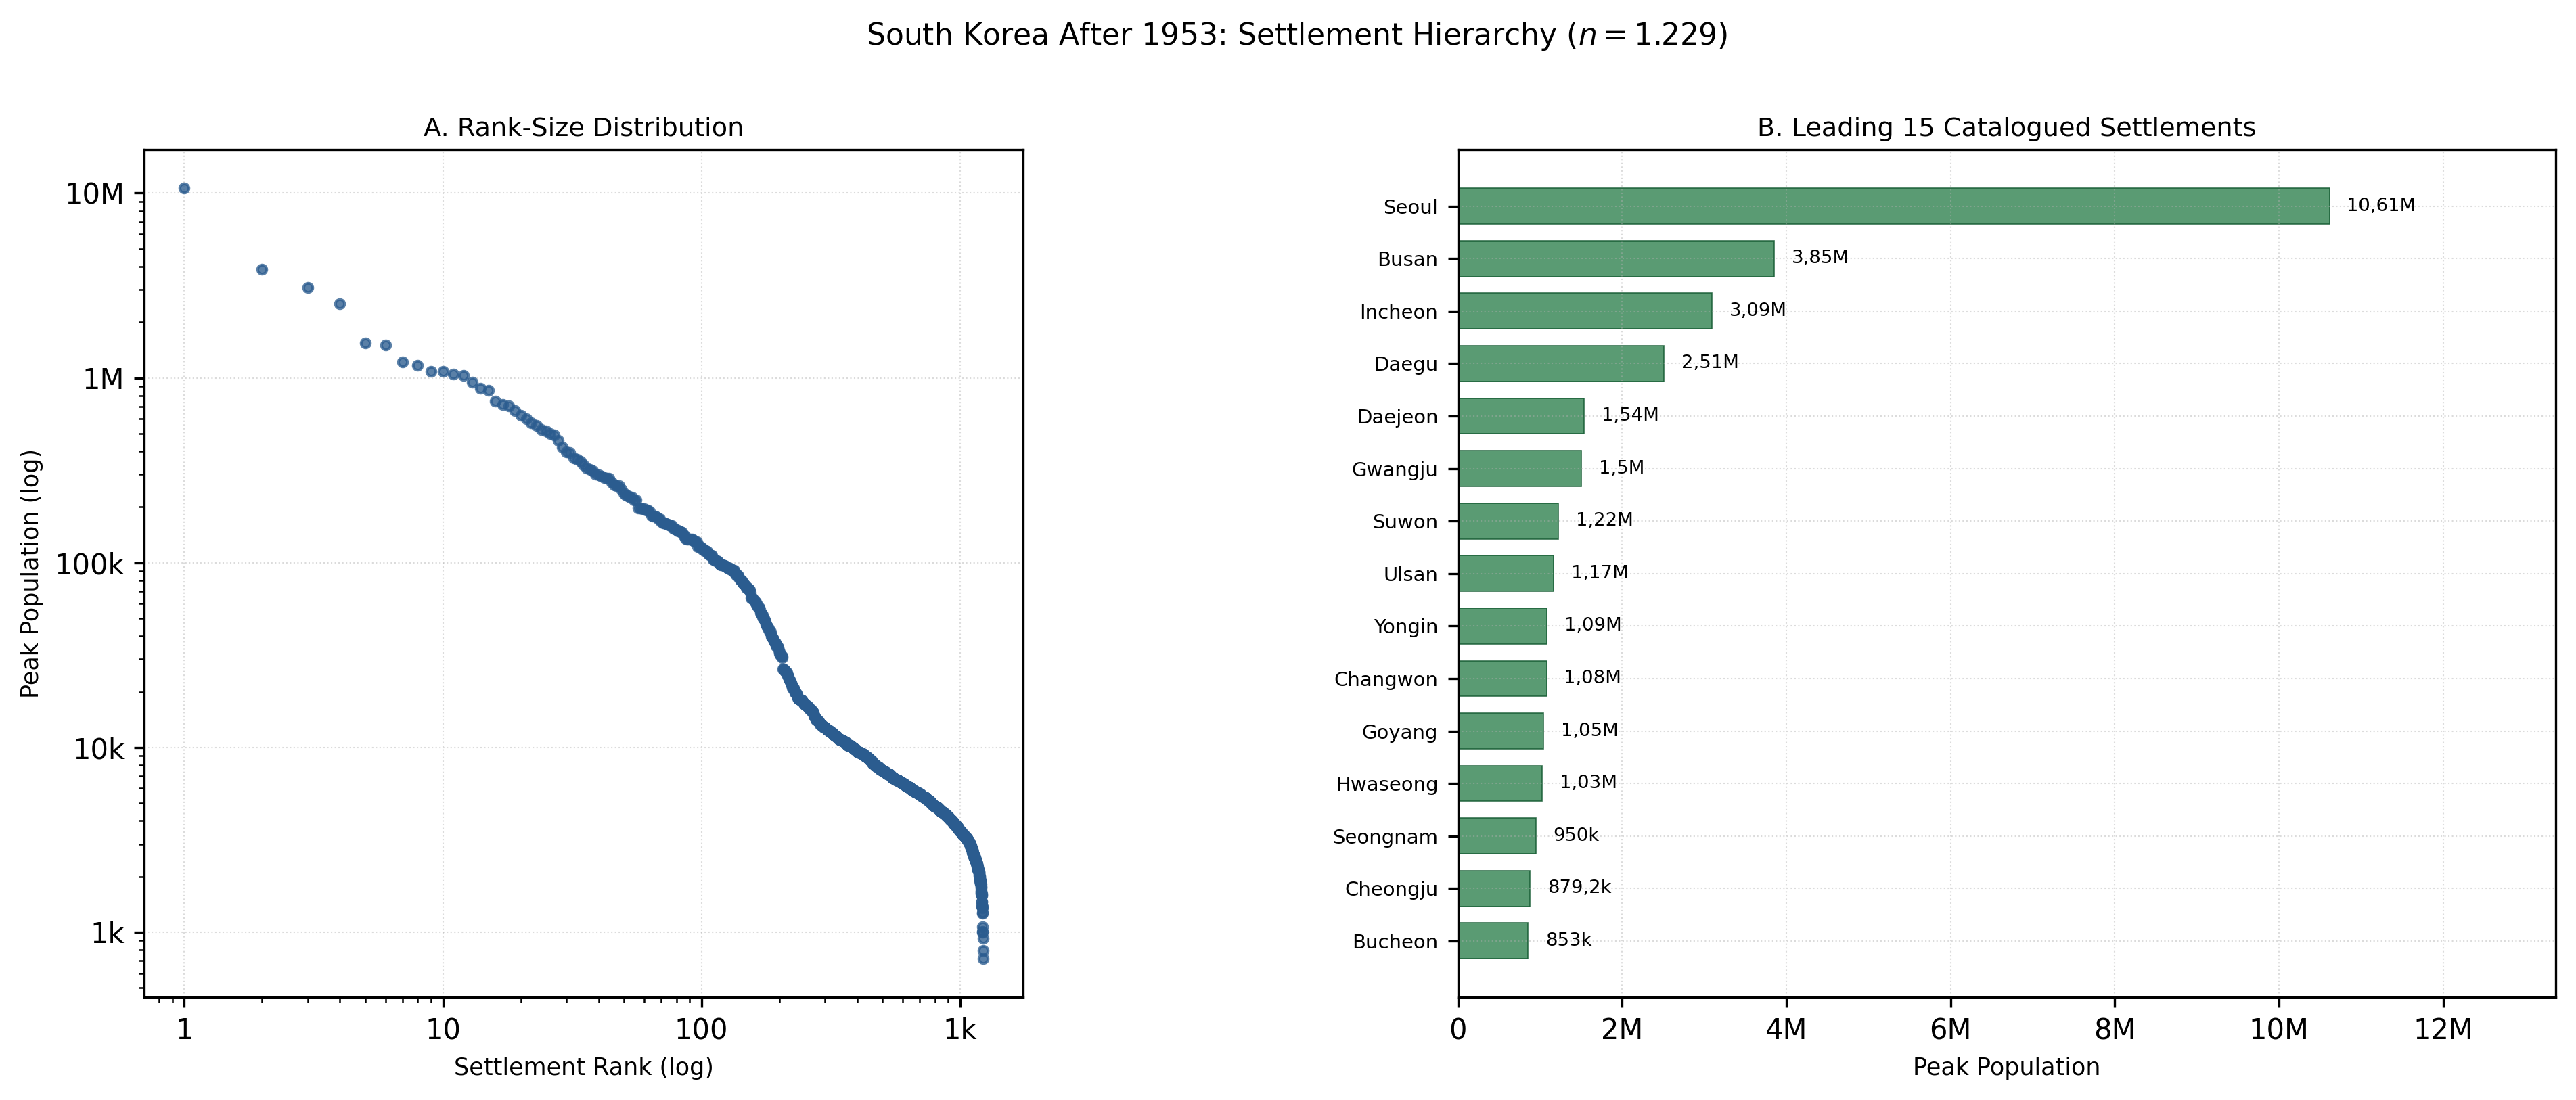 South Korea After 1953: Settlement Hierarchy (n = 1.229)
A. Rank-Size Distribution
10M
1M
100k
10k
1k
Peak Population (log)
1
10
100
1k
Settlement Rank (log)
B. Leading 15 Catalogued Settlements
Seoul 10,61M
Busan 3,85M
Incheon 3,09M
Daegu 2,51M
Daejeon 1,54M
Gwangju 1,5M
Suwon 1,22M
Ulsan 1,17M
Yongin 1,09M
Changwon 1,08M
Goyang 1,05M
Hwaseong 1,03M
Seongnam 950k
Cheongju 879,2k
Bucheon 853k
0
2M
4M
6M
8M
10M
12M
Peak Population